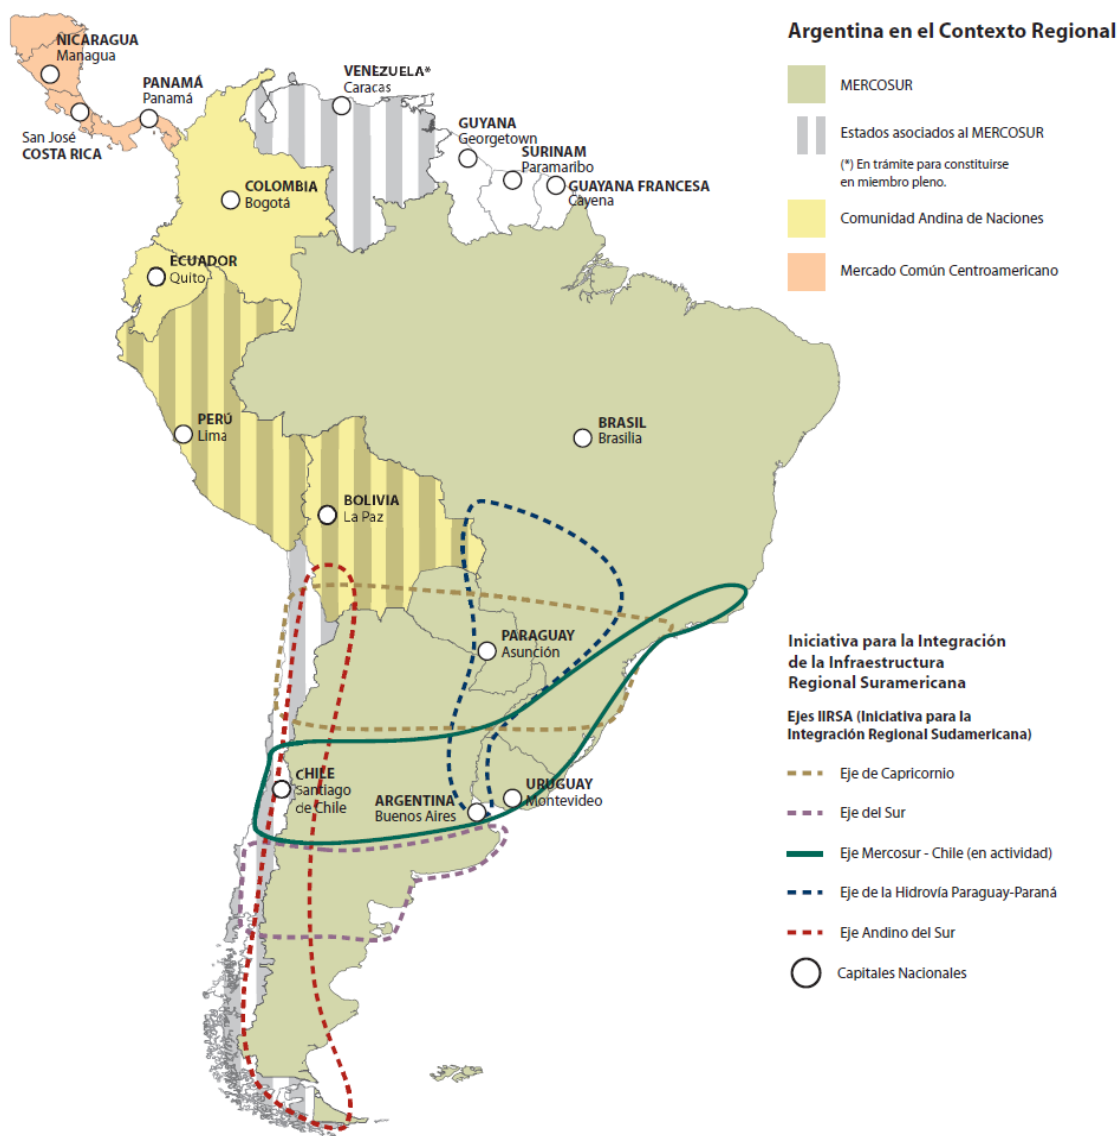 NICARAGUA
Managua
PANAMÁ
Panamá
San José
COSTA RICA
VENEZUELA*
Caracas
GUYANA
Georgetown
SURINAM
Paramaribo
GUAYANA FRANCESA
Cayena
COLOMBIA
Bogotá
ECUADOR
Quito
PERÚ
Lima
BRASIL
Brasilia
BOLIVIA
La Paz
PARAGUAY
Asunción
CHILE
Santiago
de Chile
ARGENTINA
Buenos Aires
URUGUAY
Montevideo
Argentina en el Contexto Regional
MERCOSUR
Estados asociados al MERCOSUR
(*) En trámite para constituirse
en miembro pleno.
Comunidad Andina de Naciones
Mercado Común Centroamericano
Iniciativa para la Integración
de la Infraestructura
Regional Suramericana
Ejes IIRSA (Iniciativa para la
Integración Regional Sudamericana)
Eje de Capricornio
Eje del Sur
Eje Mercosur - Chile (en actividad)
Eje de la Hidrovía Paraguay-Paraná
Eje Andino del Sur
Capitales Nacionales